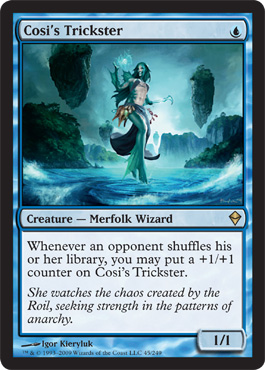 Cosi's Trickster
Creature — Merfolk Wizard
Whenever an opponent shuffles his
or her library, you may put a +1/+1
counter on Cosi's Trickster.
She watches the chaos created by the
Roil, seeking strength in the patterns of
anarchy.
Igor Kieryluk
™ & © 1993–2009 Wizards of the Coast LLC 45/249
1/1